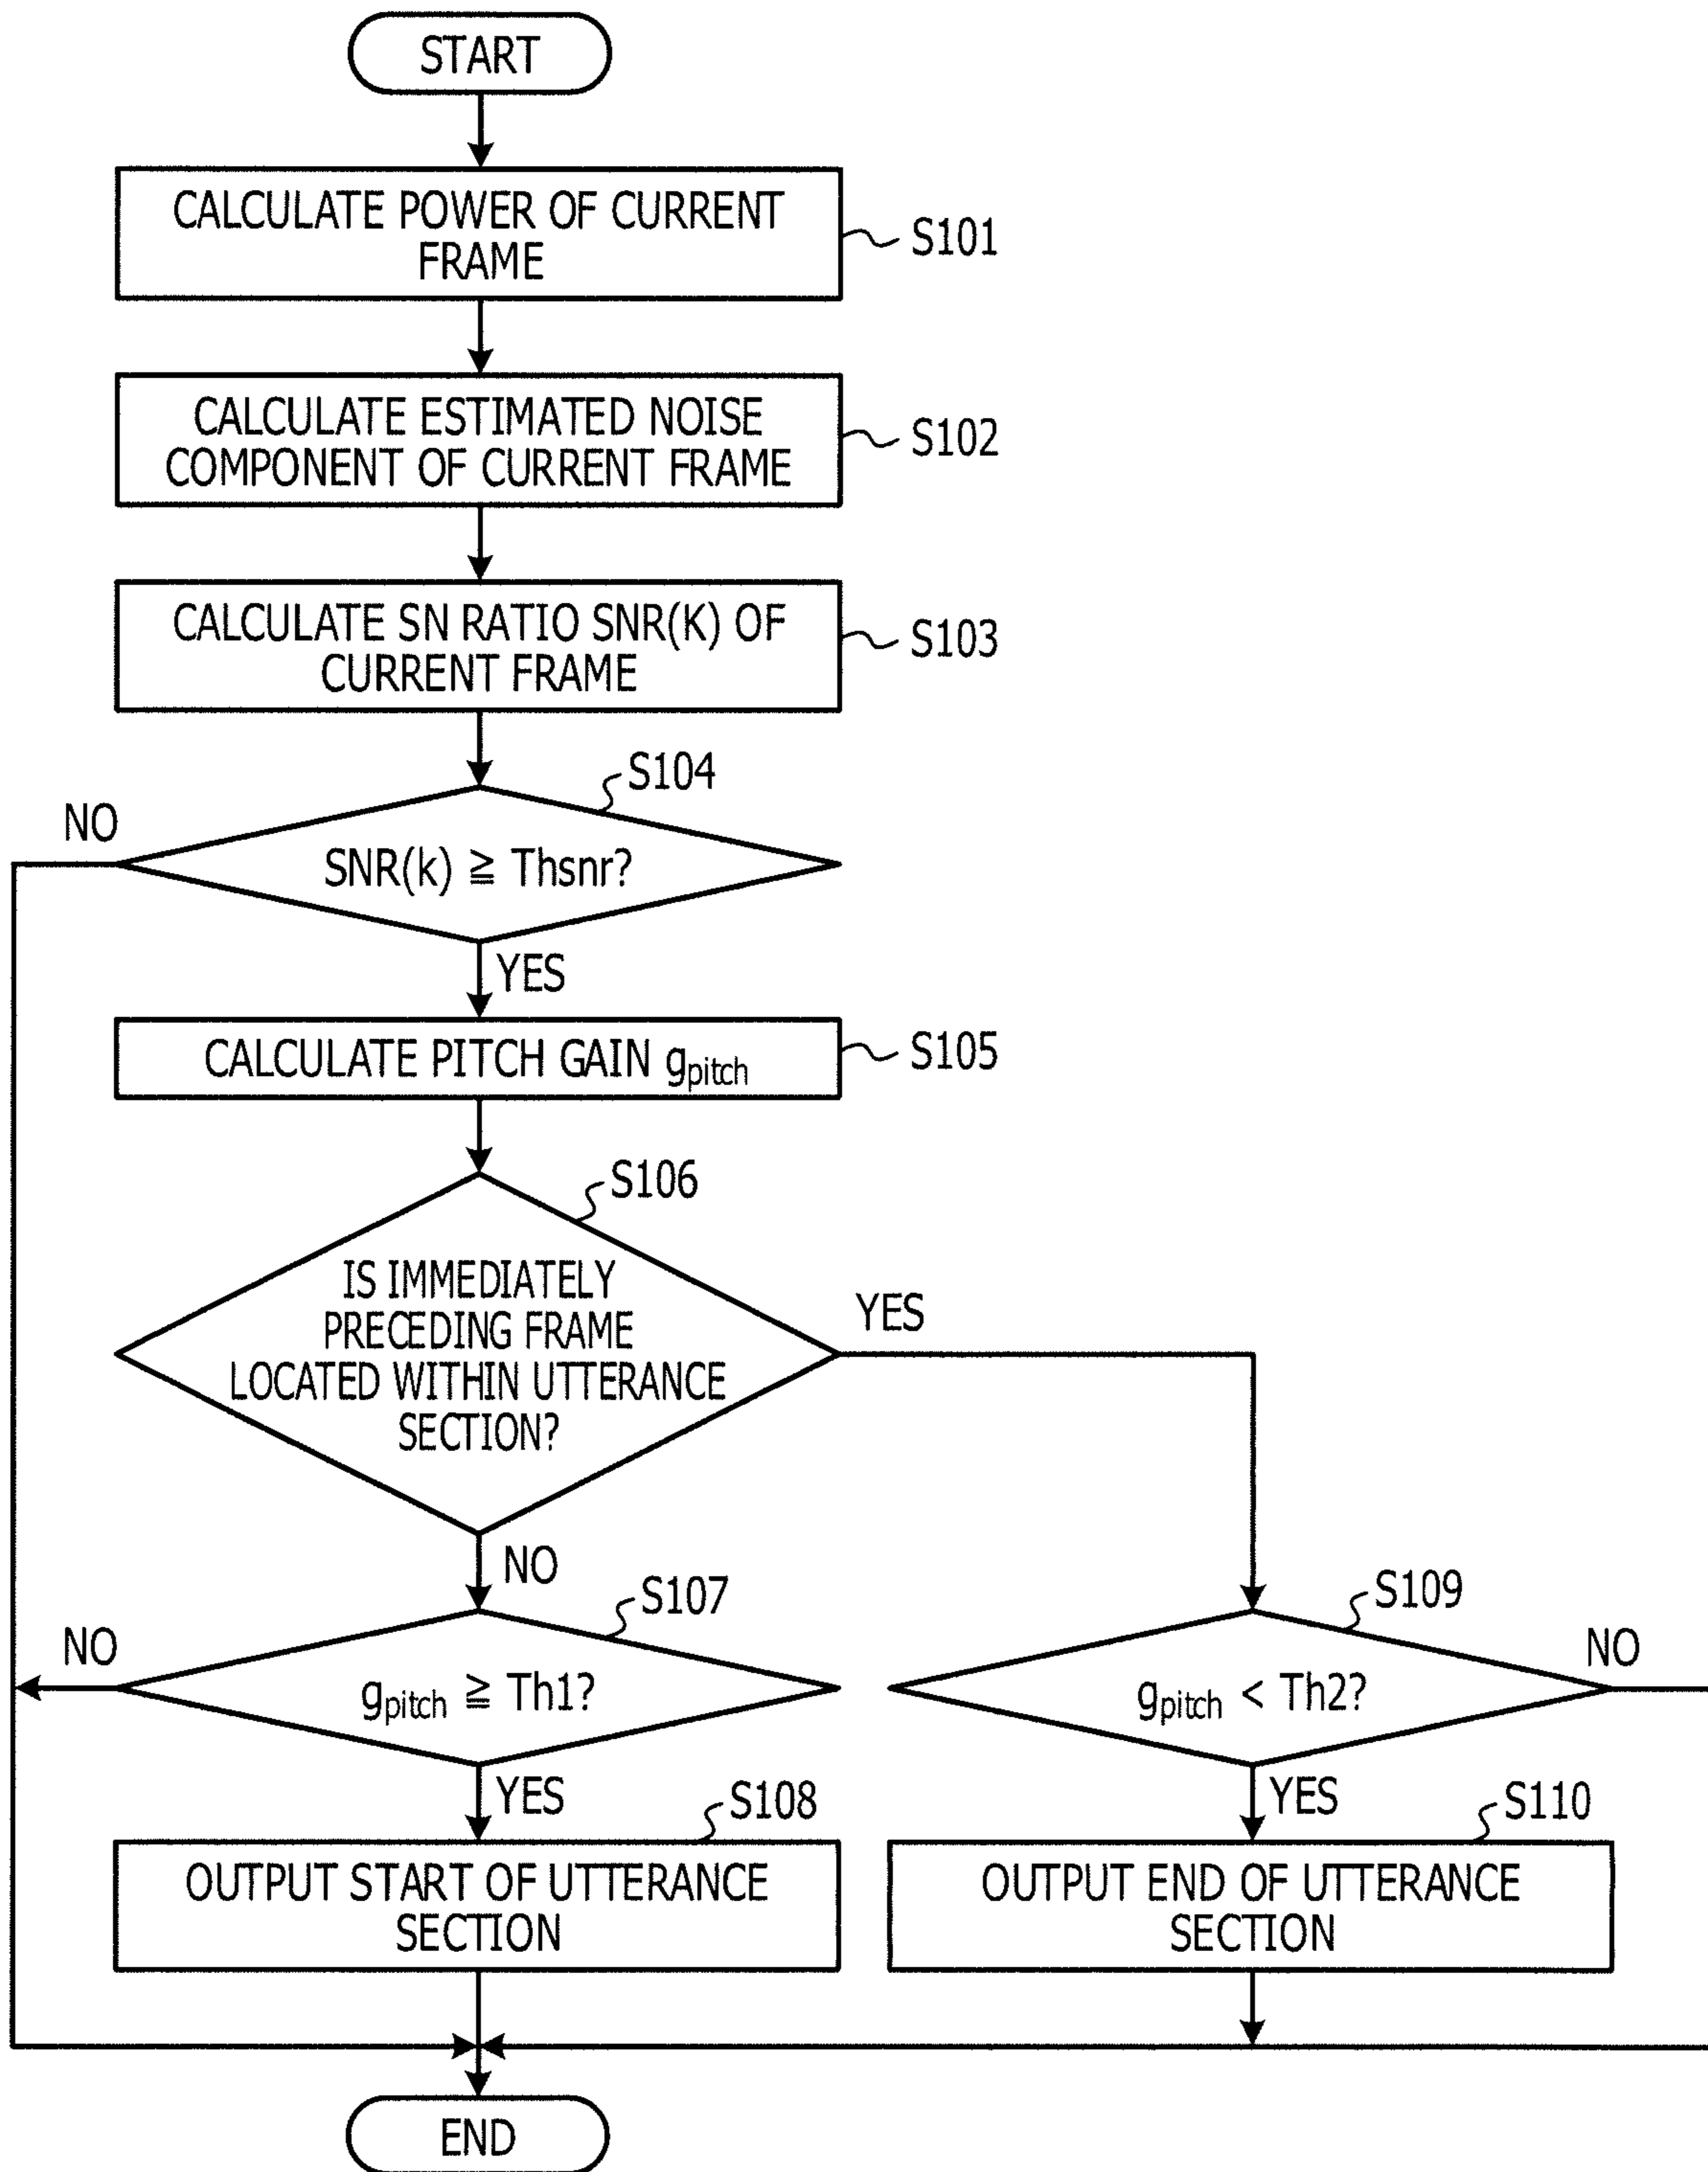 START
CALCULATE POWER OF CURRENT
FRAME
S101
CALCULATE ESTIMATED NOISE
COMPONENT OF CURRENT FRAME
S102
CALCULATE SN RATIO SNR(K) OF
CURRENT FRAME
S103
S104
NO
SNR(k) ≧ Thsnr?
YES
CALCULATE PITCH GAIN gpitch
S105
S106
IS IMMEDIATELY
PRECEDING FRAME
LOCATED WITHIN UTTERANCE
SECTION?
YES
NO
S107
NO
gpitch ≧ Th1?
YES
S108
OUTPUT START OF UTTERANCE
SECTION
S109
NO
gpitch < Th2?
YES
S110
OUTPUT END OF UTTERANCE
SECTION
END